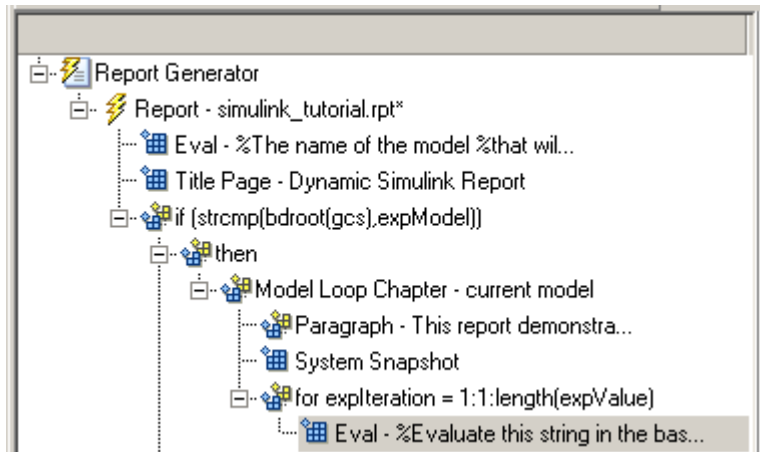 Report Generator
Report - simulink_tutorial.rpt*
Eval - %The name of the model %that wil...
Title Page - Dynamic Simulink Report
if (strcmp(bdroot(gcs),expModel))
then
Model Loop Chapter - current model
Paragraph - This report demonstra...
System Snapshot
for expIteration = 1:1:length(expValue)
Eval - %Evaluate this string in the bas...